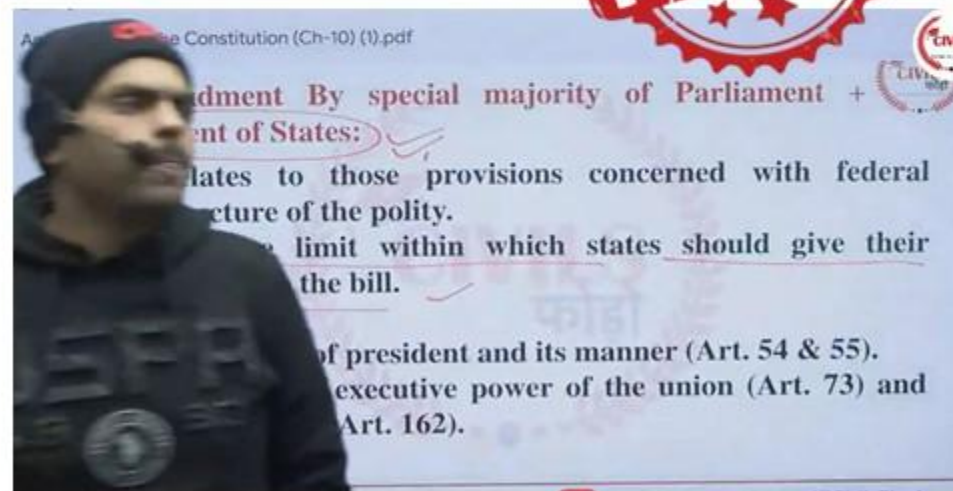 e Constitution (Ch-10) (1).pdf
dment By special majority of Parliament +
nt of States:
lates to those provisions concerned with federal
cture of the polity.
limit within which states should give their
the bill.
of president and its manner (Art. 54 & 55).
executive power of the union (Art. 73) and
Art. 162).
फोड़ो